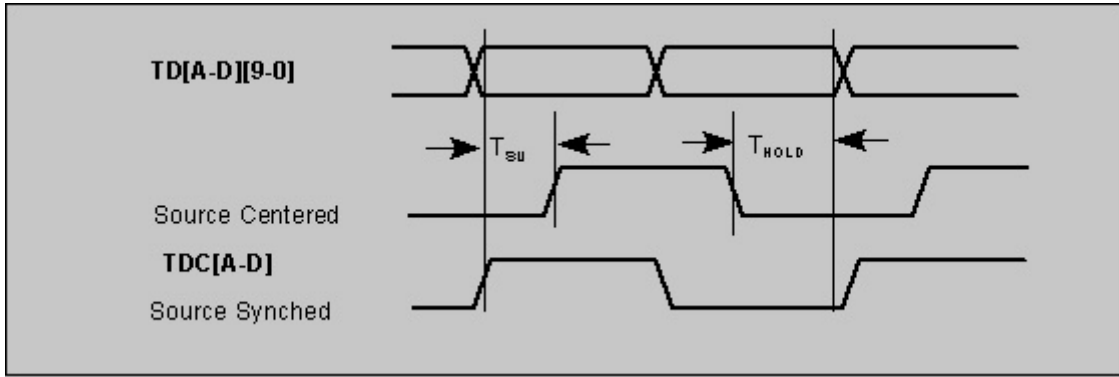 TD[A-D][9-0]
TSU
THOLD
Source Centered
TDC[A-D]
Source Synched